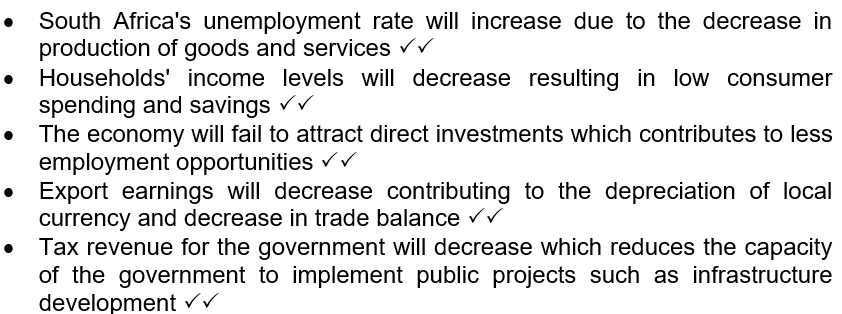 • South Africa's unemployment rate will increase due to the decrease in
production of goods and services ✓✓
• Households' income levels will decrease resulting in low consumer
spending and savings ✓✓
• The economy will fail to attract direct investments which contributes to less
employment opportunities ✓✓
• Export earnings will decrease contributing to the depreciation of local
currency and decrease in trade balance ✓✓
• Tax revenue for the government will decrease which reduces the capacity
of the government to implement public projects such as infrastructure
development ✓✓